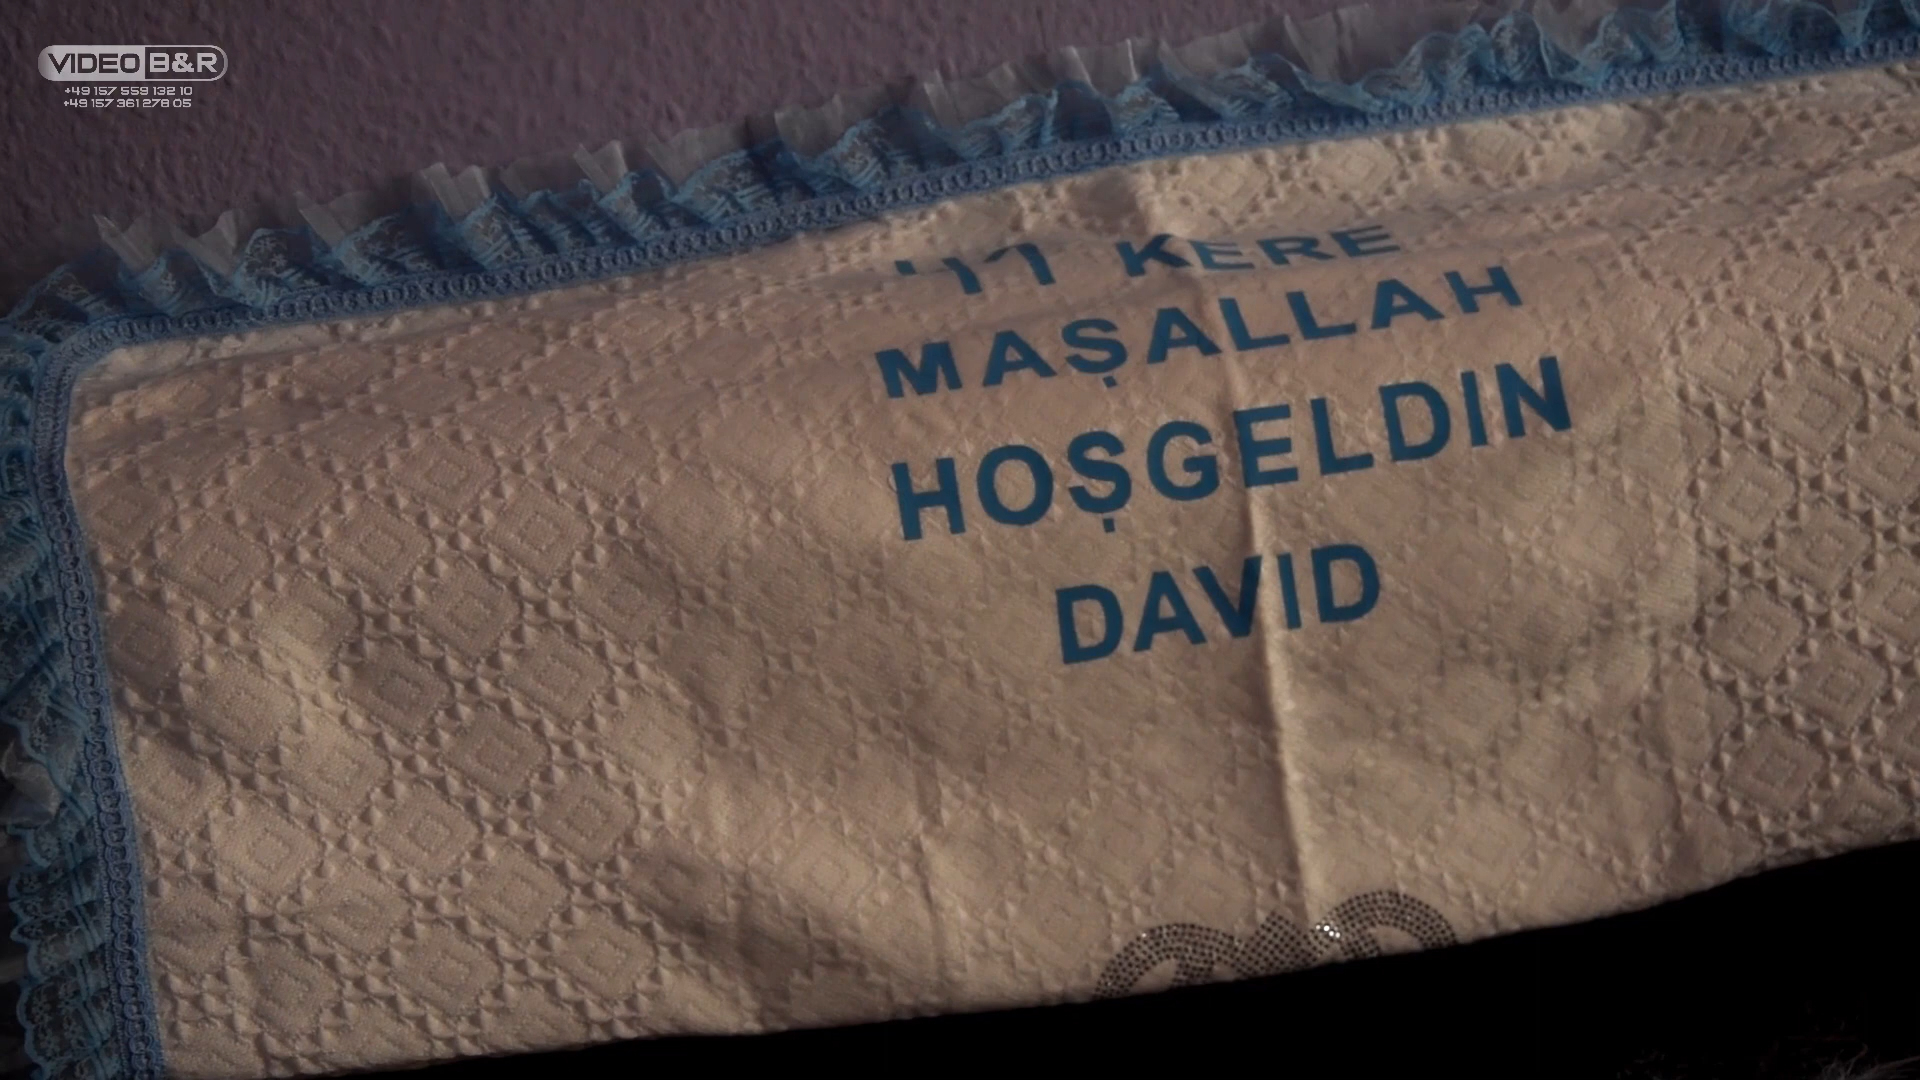 VIDEO B&R
+49 157 559 132 10
+49 157 361 278 05
KERE
MAŞALLAH
HOŞGELDIN
DAVID